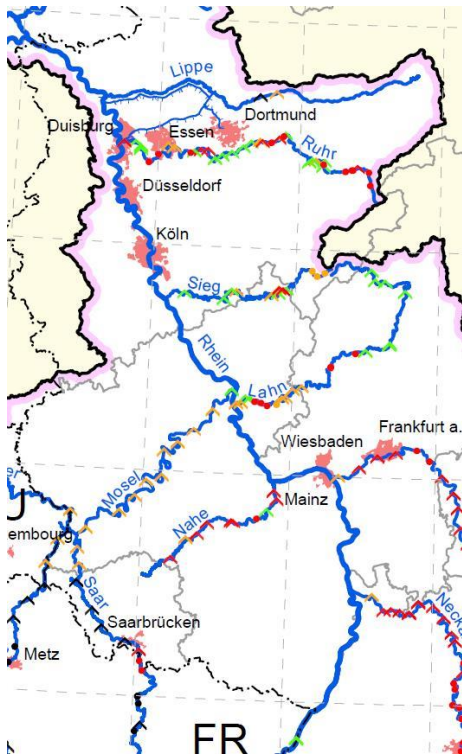 Lippe
Dortmund
Duisburg
Essen
Ruhr
Düsseldorf
Köln
Sieg
Rhein
Lahn
Wiesbaden
Frankfurt a.
Mosel
Mainz
Nahe
U
embourg
Saar
Neck
Saarbrücken
Metz
FR